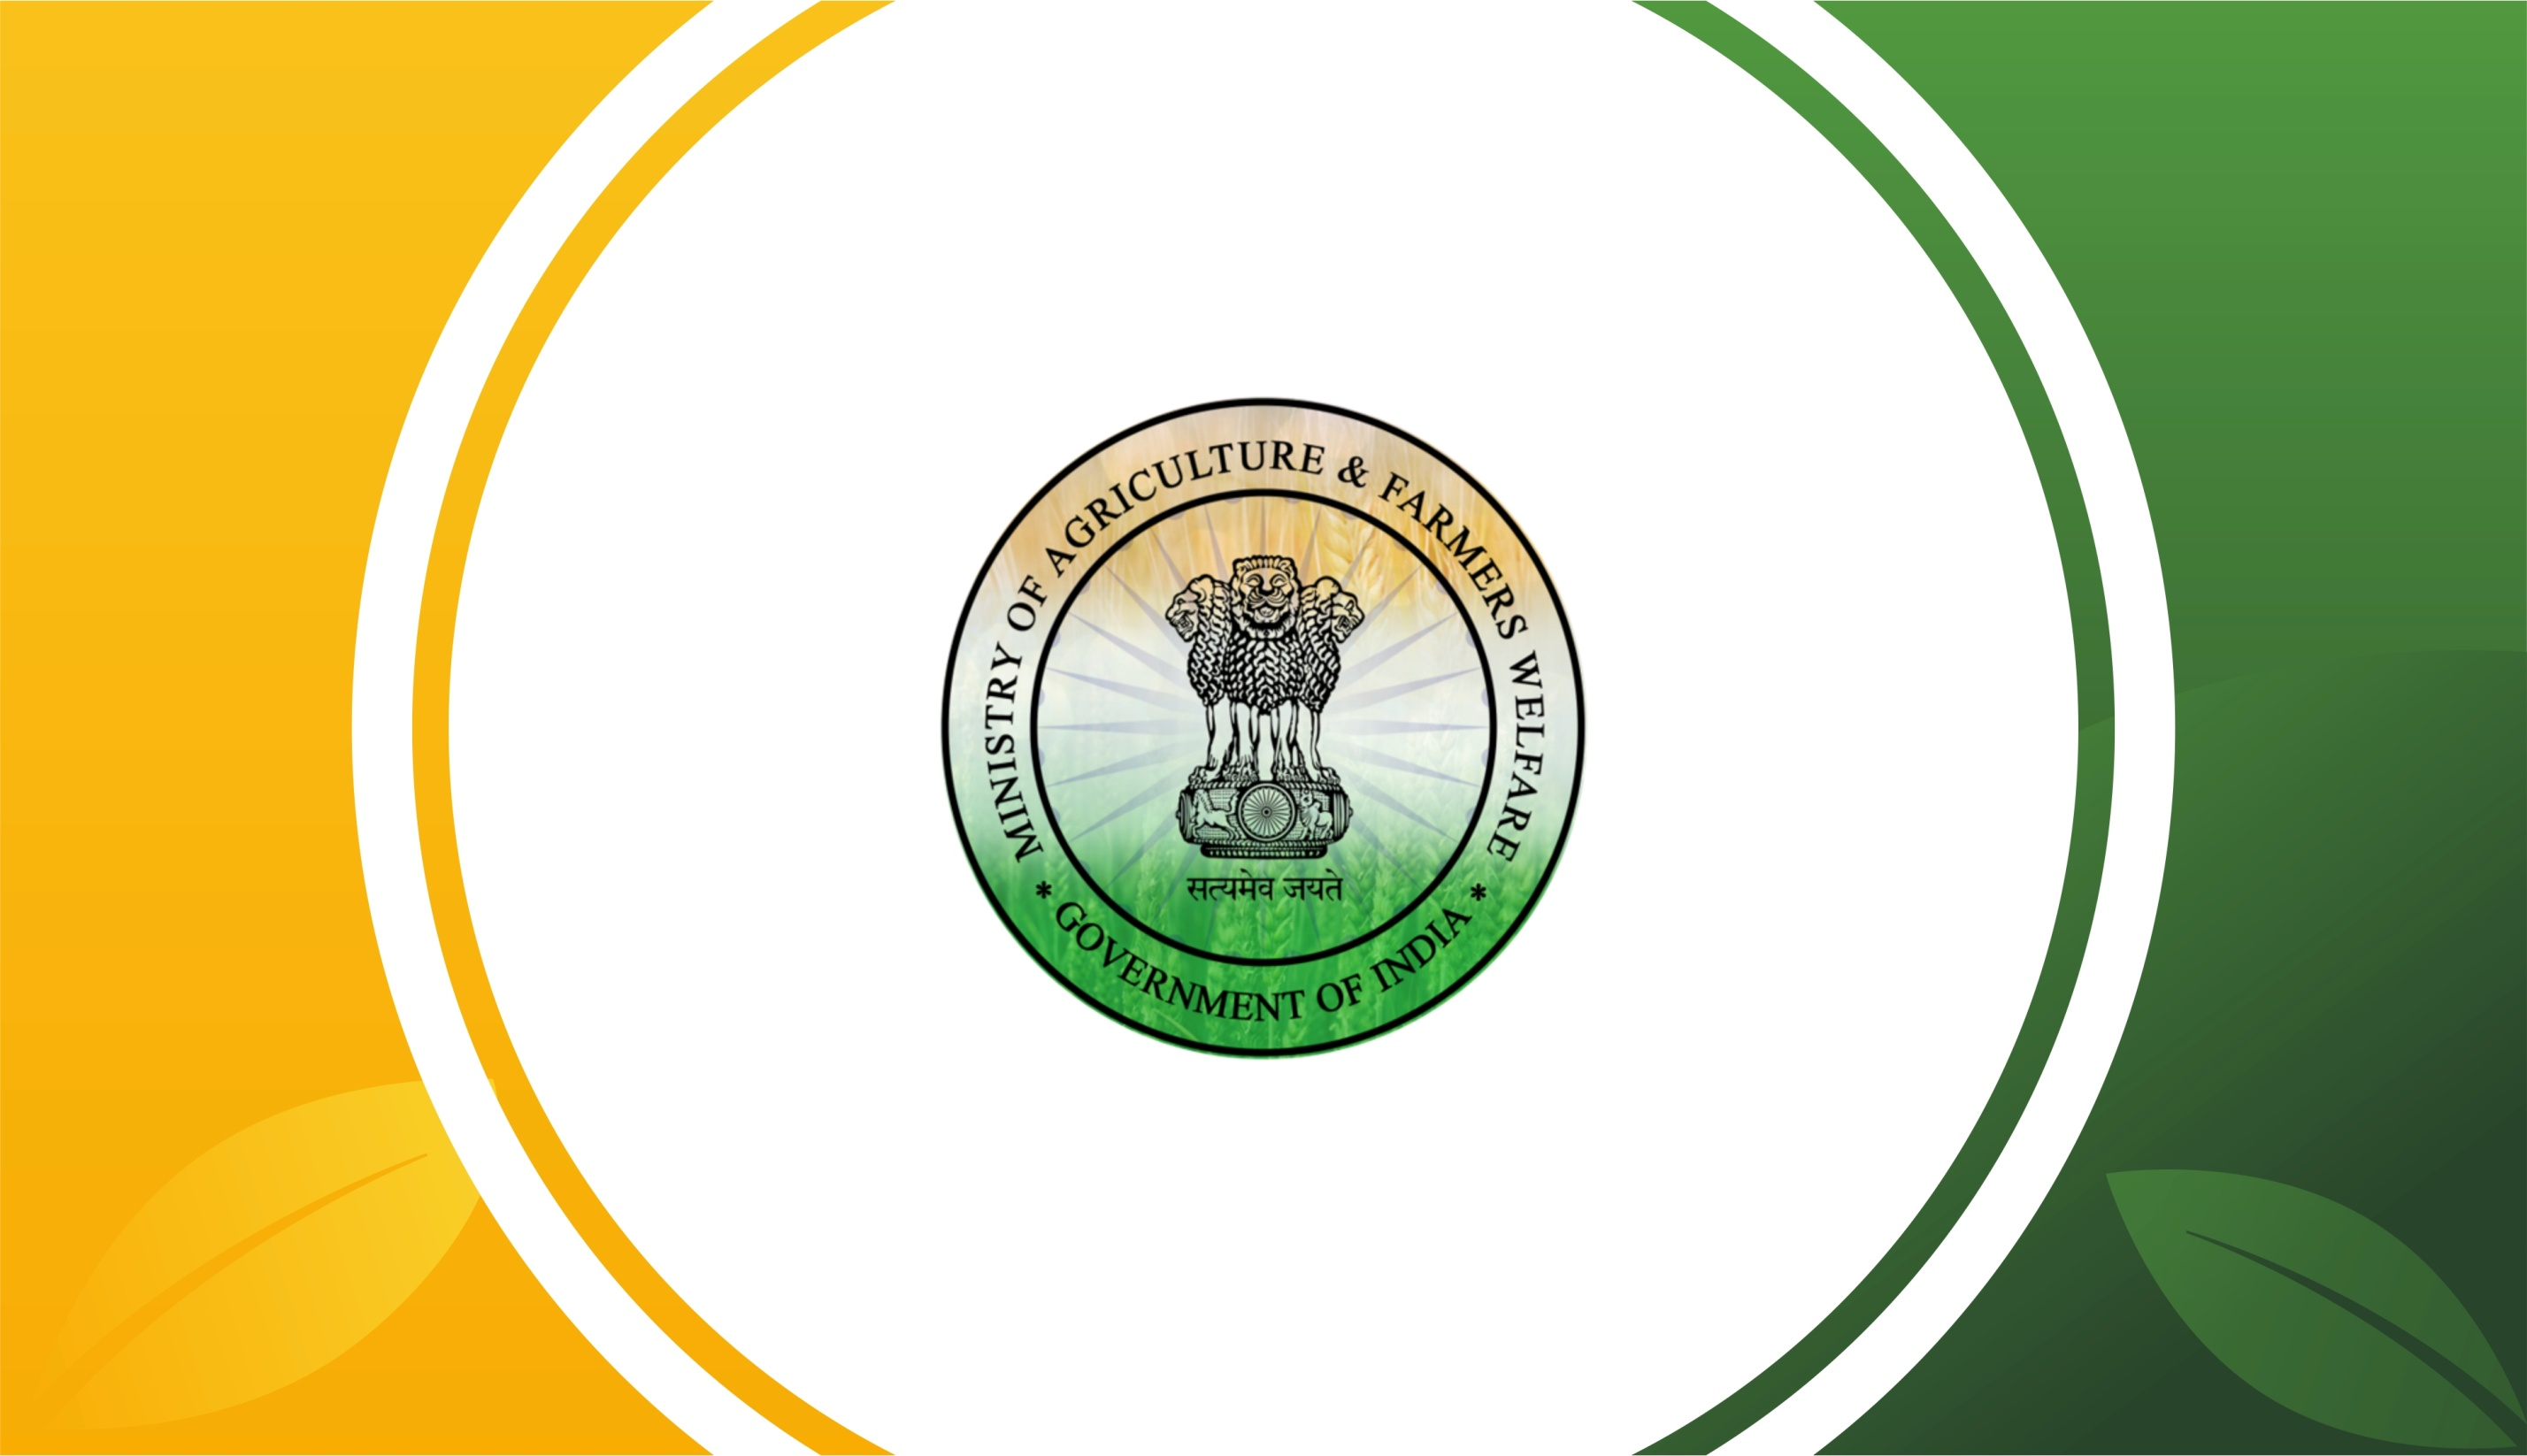 MINISTRY OF AGRICULTURE & FARMERS WELFARE
सत्यमेव जयते
* GOVERNMENT OF INDIA *